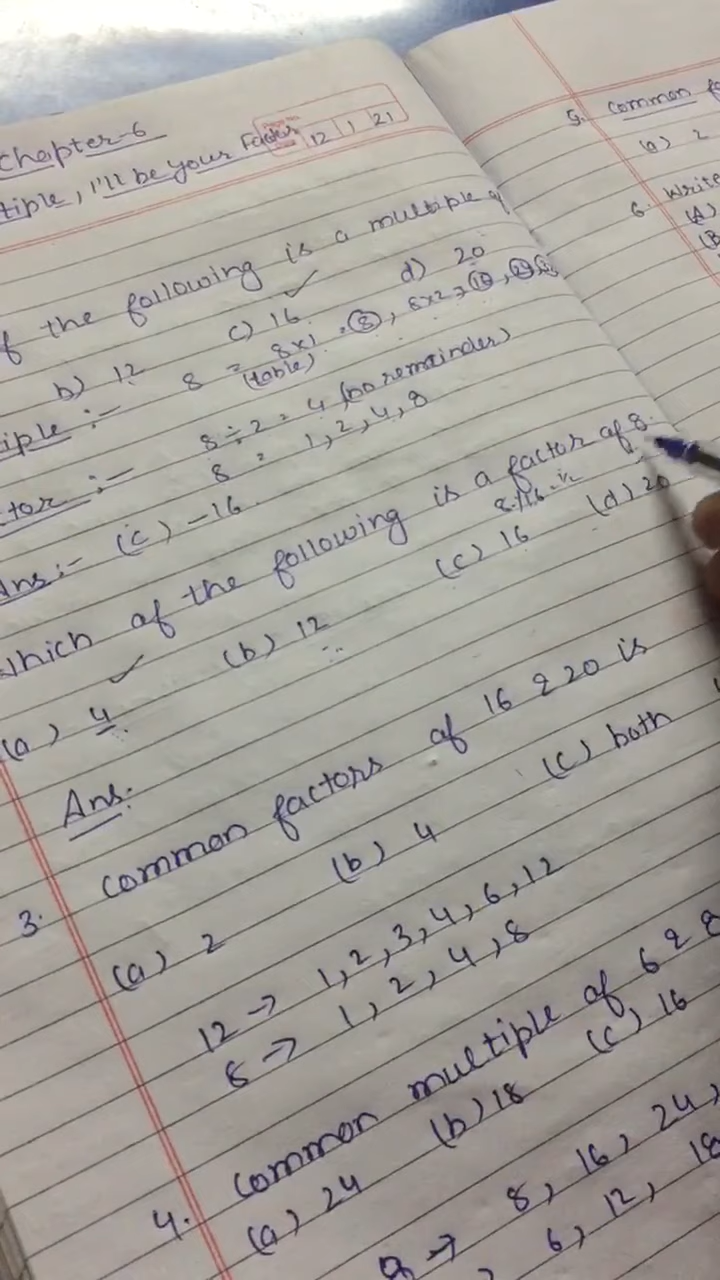 Chapter-6
12 1 21
tiple, I'll be your Factor
f the following is a multiple of
b) 12 c) 16 ✓ d) 20
iple :- 8 = 8x1 = 8,
(table)
ctor :- 8 ÷ 2 = 4 (no remainder)
8 = 1, 2, 4, 8
Ans:- (c) - 16
Which of the following is a factor of 8.
(a) 4 ✓ (b) 12 (c) 16 (d) 20
Ans:
3. common factors of 16 & 20 is
(a) 2 (b) 4 (c) both
12 → 1, 2, 3, 4, 6, 12
8 → 1, 2, 4, 8
4. Common multiple of 6 & 8
(a) 24 (b) 18 (c) 16
8, 16, 24,
6, 12, 18
5. Common fa
(a) 2
6. Write
(A)
(B)